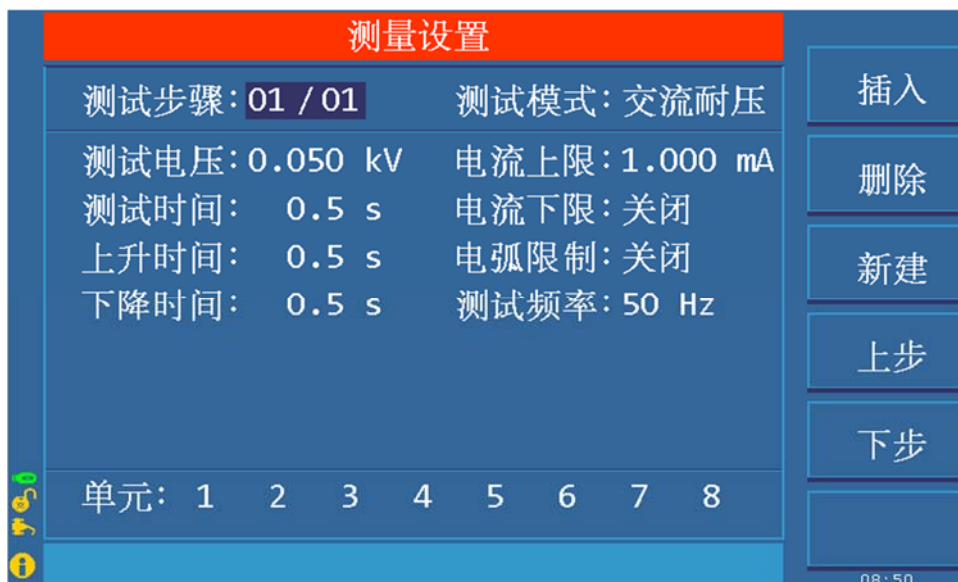 测量设置
测试步骤：01 / 01 测试模式：交流耐压
测试电压：0.050 kV 电流上限：1.000 mA
测试时间： 0.5 s 电流下限：关闭
上升时间： 0.5 s 电弧限制：关闭
下降时间： 0.5 s 测试频率：50 Hz
单元： 1 2 3 4 5 6 7 8
插入
删除
新建
上步
下步
08:50